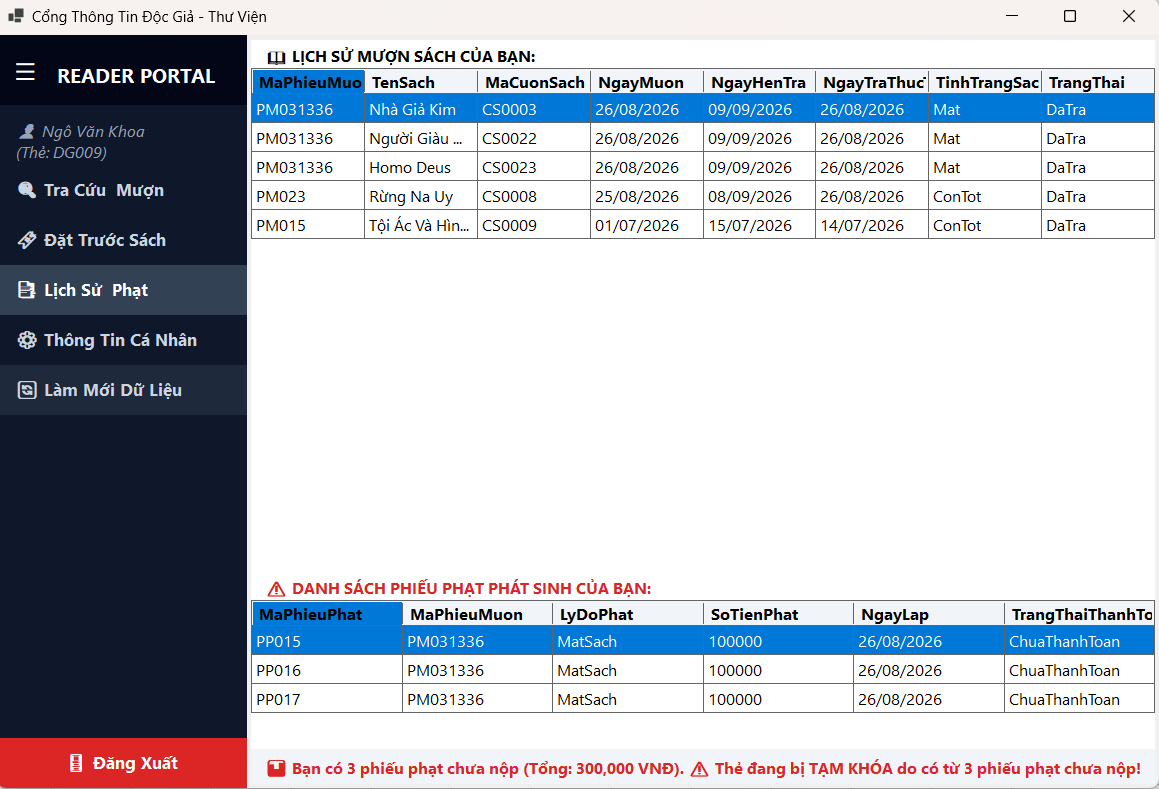 Cổng Thông Tin Độc Giả - Thư Viện
READER PORTAL
Ngô Văn Khoa
(Thẻ: DG009)
Tra Cứu Mượn
Đặt Trước Sách
Lịch Sử Phạt
Thông Tin Cá Nhân
Làm Mới Dữ Liệu
Đăng Xuất
LỊCH SỬ MƯỢN SÁCH CỦA BẠN:
MaPhieuMuo TenSach MaCuonSach NgayMuon NgayHenTra NgayTraThucT TinhTrangSac TrangThai
PM031336 Nhà Giả Kim CS0003 26/08/2026 09/09/2026 26/08/2026 Mat DaTra
PM031336 Người Giàu ... CS0022 26/08/2026 09/09/2026 26/08/2026 Mat DaTra
PM031336 Homo Deus CS0023 26/08/2026 09/09/2026 26/08/2026 Mat DaTra
PM023 Rừng Na Uy CS0008 25/08/2026 08/09/2026 26/08/2026 ConTot DaTra
PM015 Tội Ác Và Hìn... CS0009 01/07/2026 15/07/2026 14/07/2026 ConTot DaTra
DANH SÁCH PHIẾU PHẠT PHÁT SINH CỦA BẠN:
MaPhieuPhat MaPhieuMuon LyDoPhat SoTienPhat NgayLap TrangThaiThanhTo
PP015 PM031336 MatSach 100000 26/08/2026 ChuaThanhToan
PP016 PM031336 MatSach 100000 26/08/2026 ChuaThanhToan
PP017 PM031336 MatSach 100000 26/08/2026 ChuaThanhToan
Bạn có 3 phiếu phạt chưa nộp (Tổng: 300,000 VNĐ). ⚠ Thẻ đang bị TẠM KHÓA do có từ 3 phiếu phạt chưa nộp!